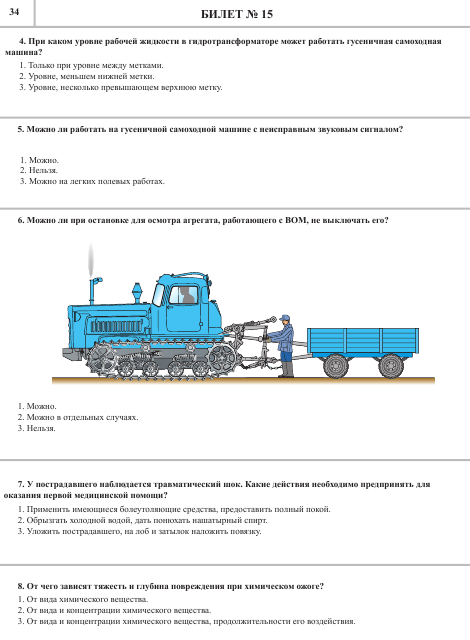 34
БИЛЕТ № 15
4. При каком уровне рабочей жидкости в гидротрансформаторе может работать гусеничная самоходная
машина?
1. Только при уровне между метками.
2. Уровне, меньшем нижней метки.
3. Уровне, несколько превышающем верхнюю метку.
5. Можно ли работать на гусеничной самоходной машине с неисправным звуковым сигналом?
1. Можно.
2. Нельзя.
3. Можно на легких полевых работах.
6. Можно ли при остановке для осмотра агрегата, работающего с ВОМ, не выключать его?
1. Можно.
2. Можно в отдельных случаях.
3. Нельзя.
7. У пострадавшего наблюдается травматический шок. Какие действия необходимо предпринять для
оказания первой медицинской помощи?
1. Применить имеющиеся болеутоляющие средства, предоставить полный покой.
2. Обрызгать холодной водой, дать понюхать нашатырный спирт.
3. Уложить пострадавшего, на лоб и затылок наложить повязку.
8. От чего зависят тяжесть и глубина повреждения при химическом ожоге?
1. От вида химического вещества.
2. От вида и концентрации химического вещества.
3. От вида и концентрации химического вещества, продолжительности его воздействия.